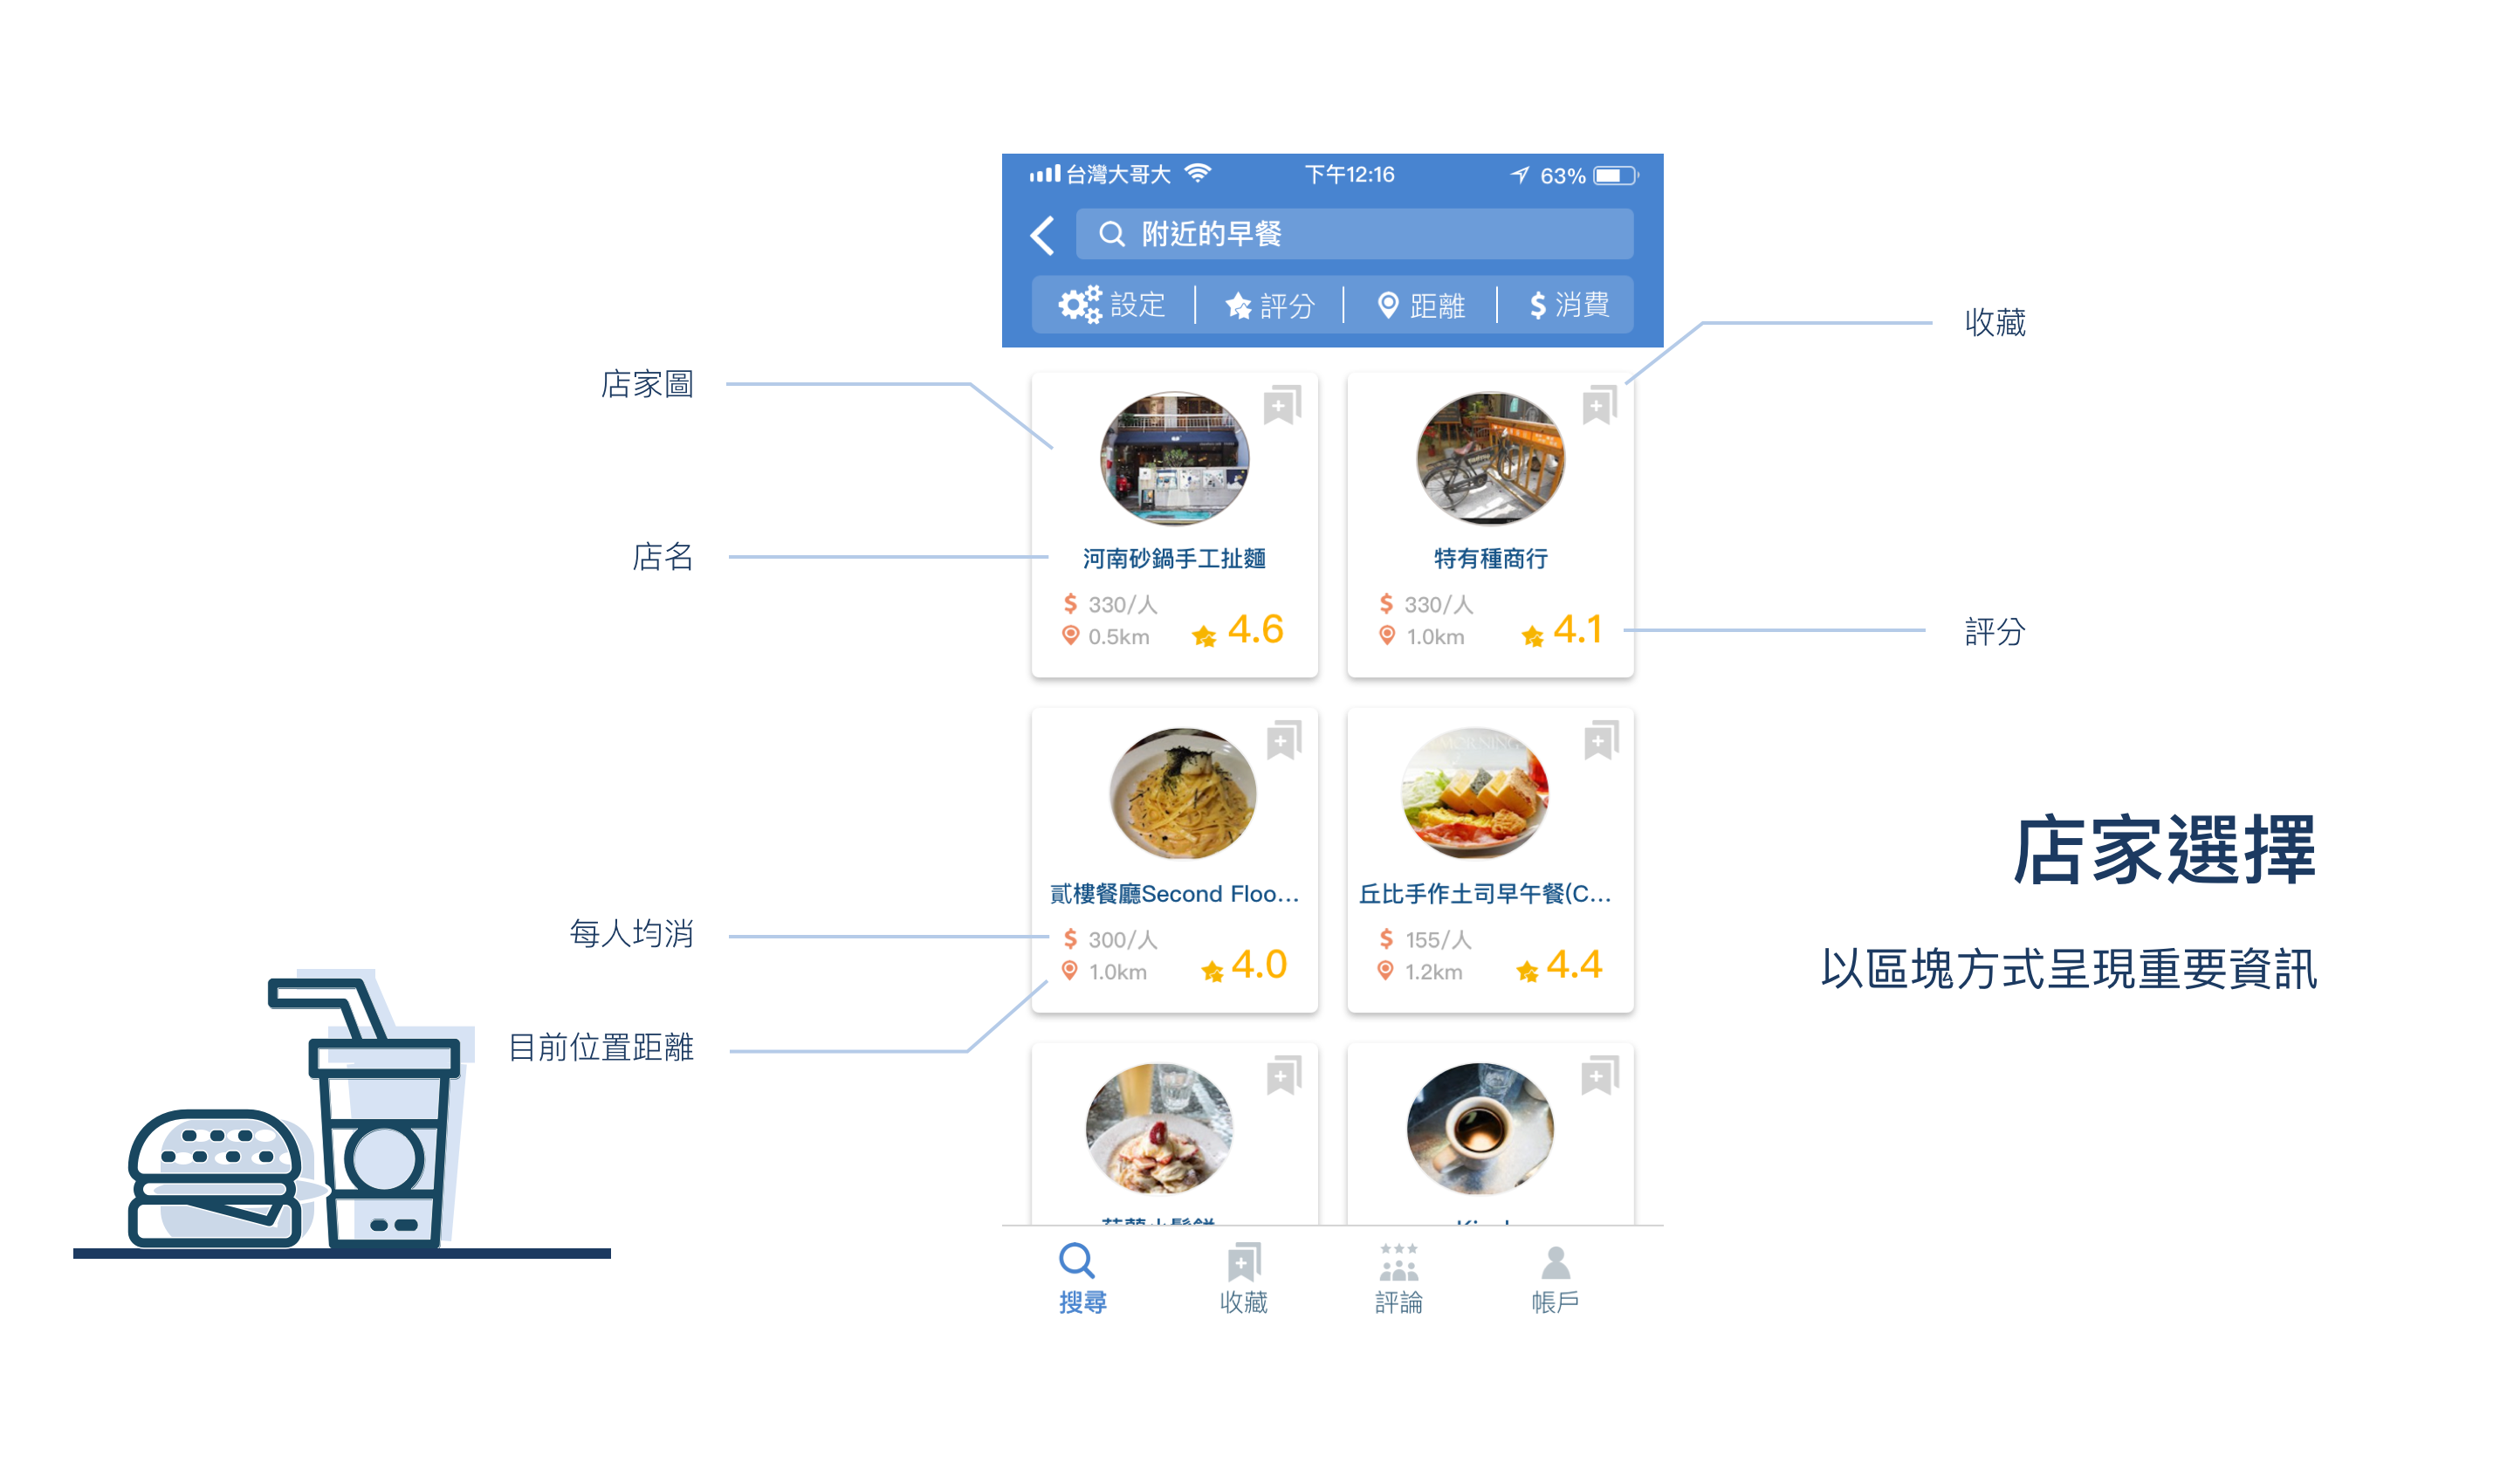 台灣大哥大
下午12:16
63%
附近的早餐
設定
評分
距離
$消費
收藏
店家圖
店名
河南砂鍋手工扯麵
特有種商行
$ 330/人
0.5km
4.6
$ 330/人
1.0km
4.1
評分
MORNING
貳樓餐廳Second Floo...
丘比手作土司早午餐(C...
每人均消
$ 300/人
1.0km
4.0
$ 155/人
1.2km
4.4
目前位置距離
店家選擇
以區塊方式呈現重要資訊
搜尋
收藏
評論
帳戶